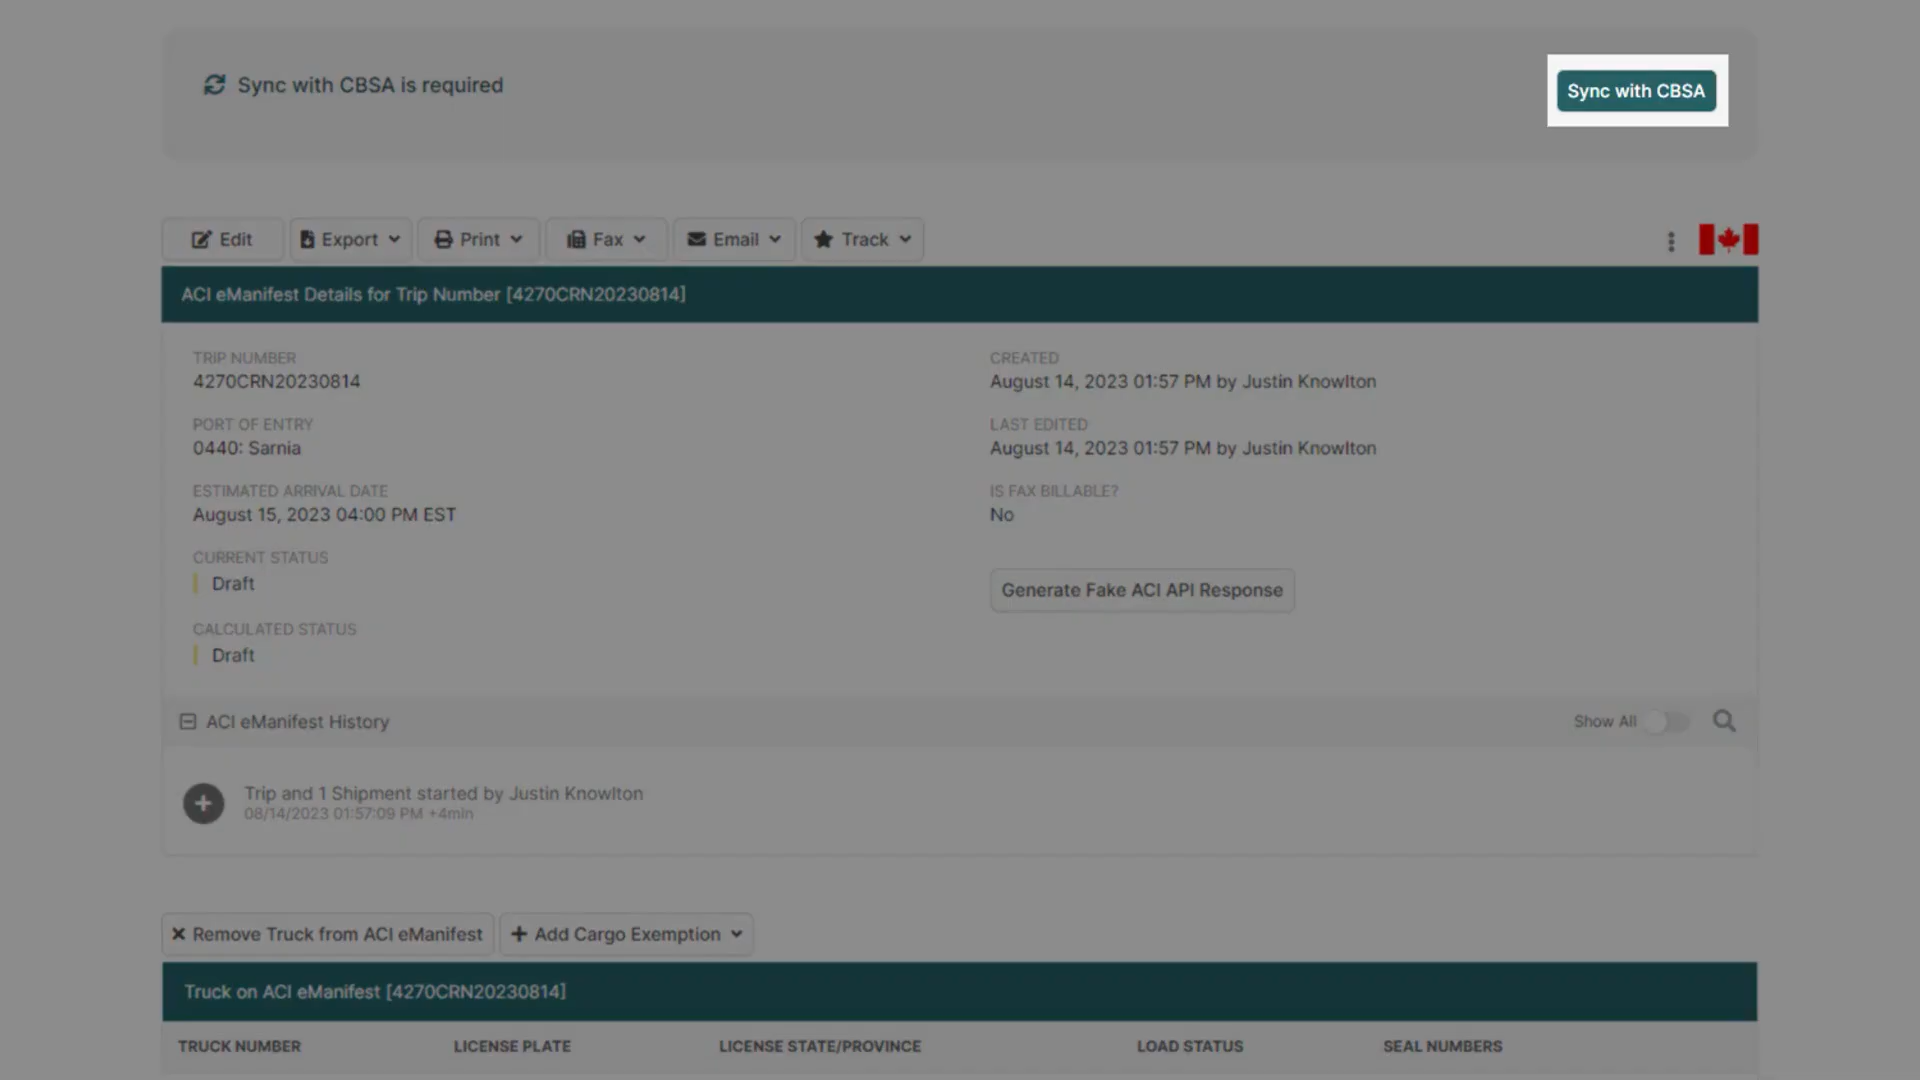 Sync with CBSA is required
Sync with CBSA
Edit
Export
Print
Fax
Email
Track
ACI eManifest Details for Trip Number [4270CRN20230814]
TRIP NUMBER
4270CRN20230814
CREATED
August 14, 2023 01:57 PM by Justin Knowlton
PORT OF ENTRY
0440: Sarnia
LAST EDITED
August 14, 2023 01:57 PM by Justin Knowlton
ESTIMATED ARRIVAL DATE
August 15, 2023 04:00 PM EST
IS FAX BILLABLE?
No
CURRENT STATUS
Draft
Generate Fake ACI API Response
CALCULATED STATUS
Draft
ACI eManifest History
Show All
Trip and 1 Shipment started by Justin Knowlton
08/14/2023 01:57:09 PM +4min
Remove Truck from ACI eManifest
Add Cargo Exemption
Truck on ACI eManifest [4270CRN20230814]
TRUCK NUMBER
LICENSE PLATE
LICENSE STATE/PROVINCE
LOAD STATUS
SEAL NUMBERS